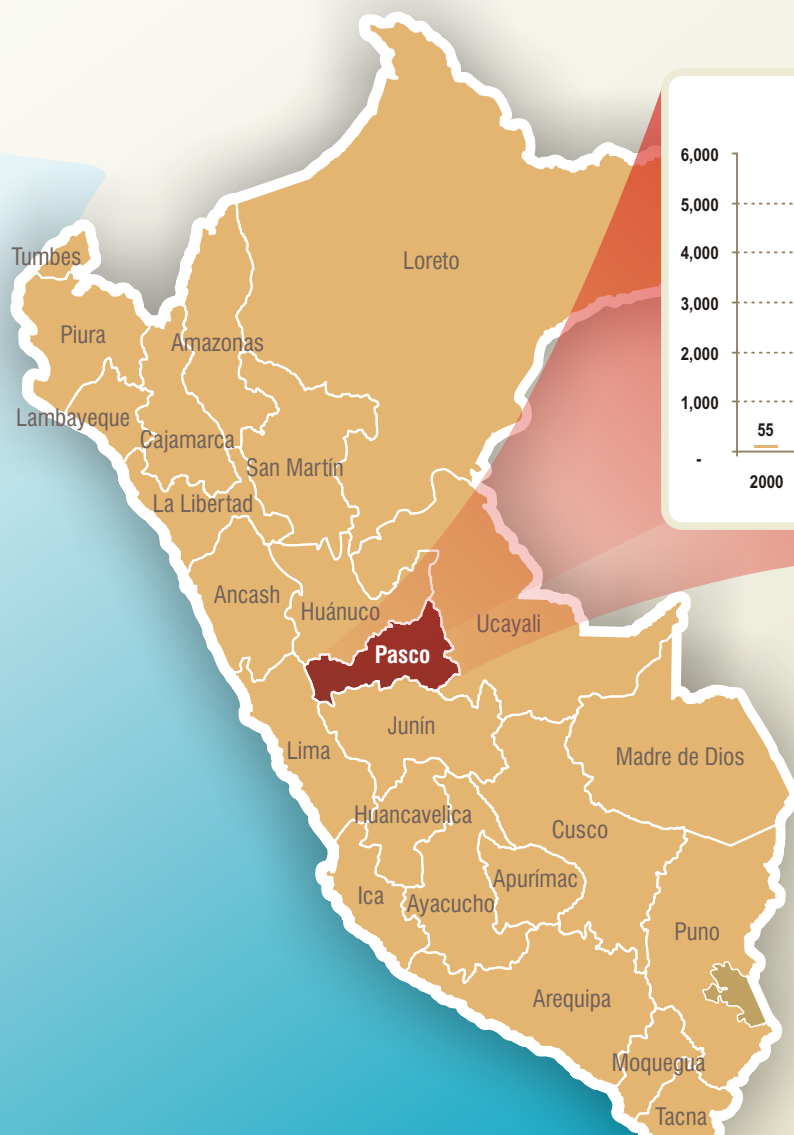 6,000
5,000
4,000
3,000
2,000
1,000
-
55
2000
Tumbes
Loreto
Piura
Amazonas
Lambayeque
Cajamarca
San Martín
La Libertad
Ancash
Huánuco
Ucayali
Pasco
Junín
Lima
Madre de Dios
Huancavelica
Cusco
Apurímac
Ica
Ayacucho
Puno
Arequipa
Moquegua
Tacna